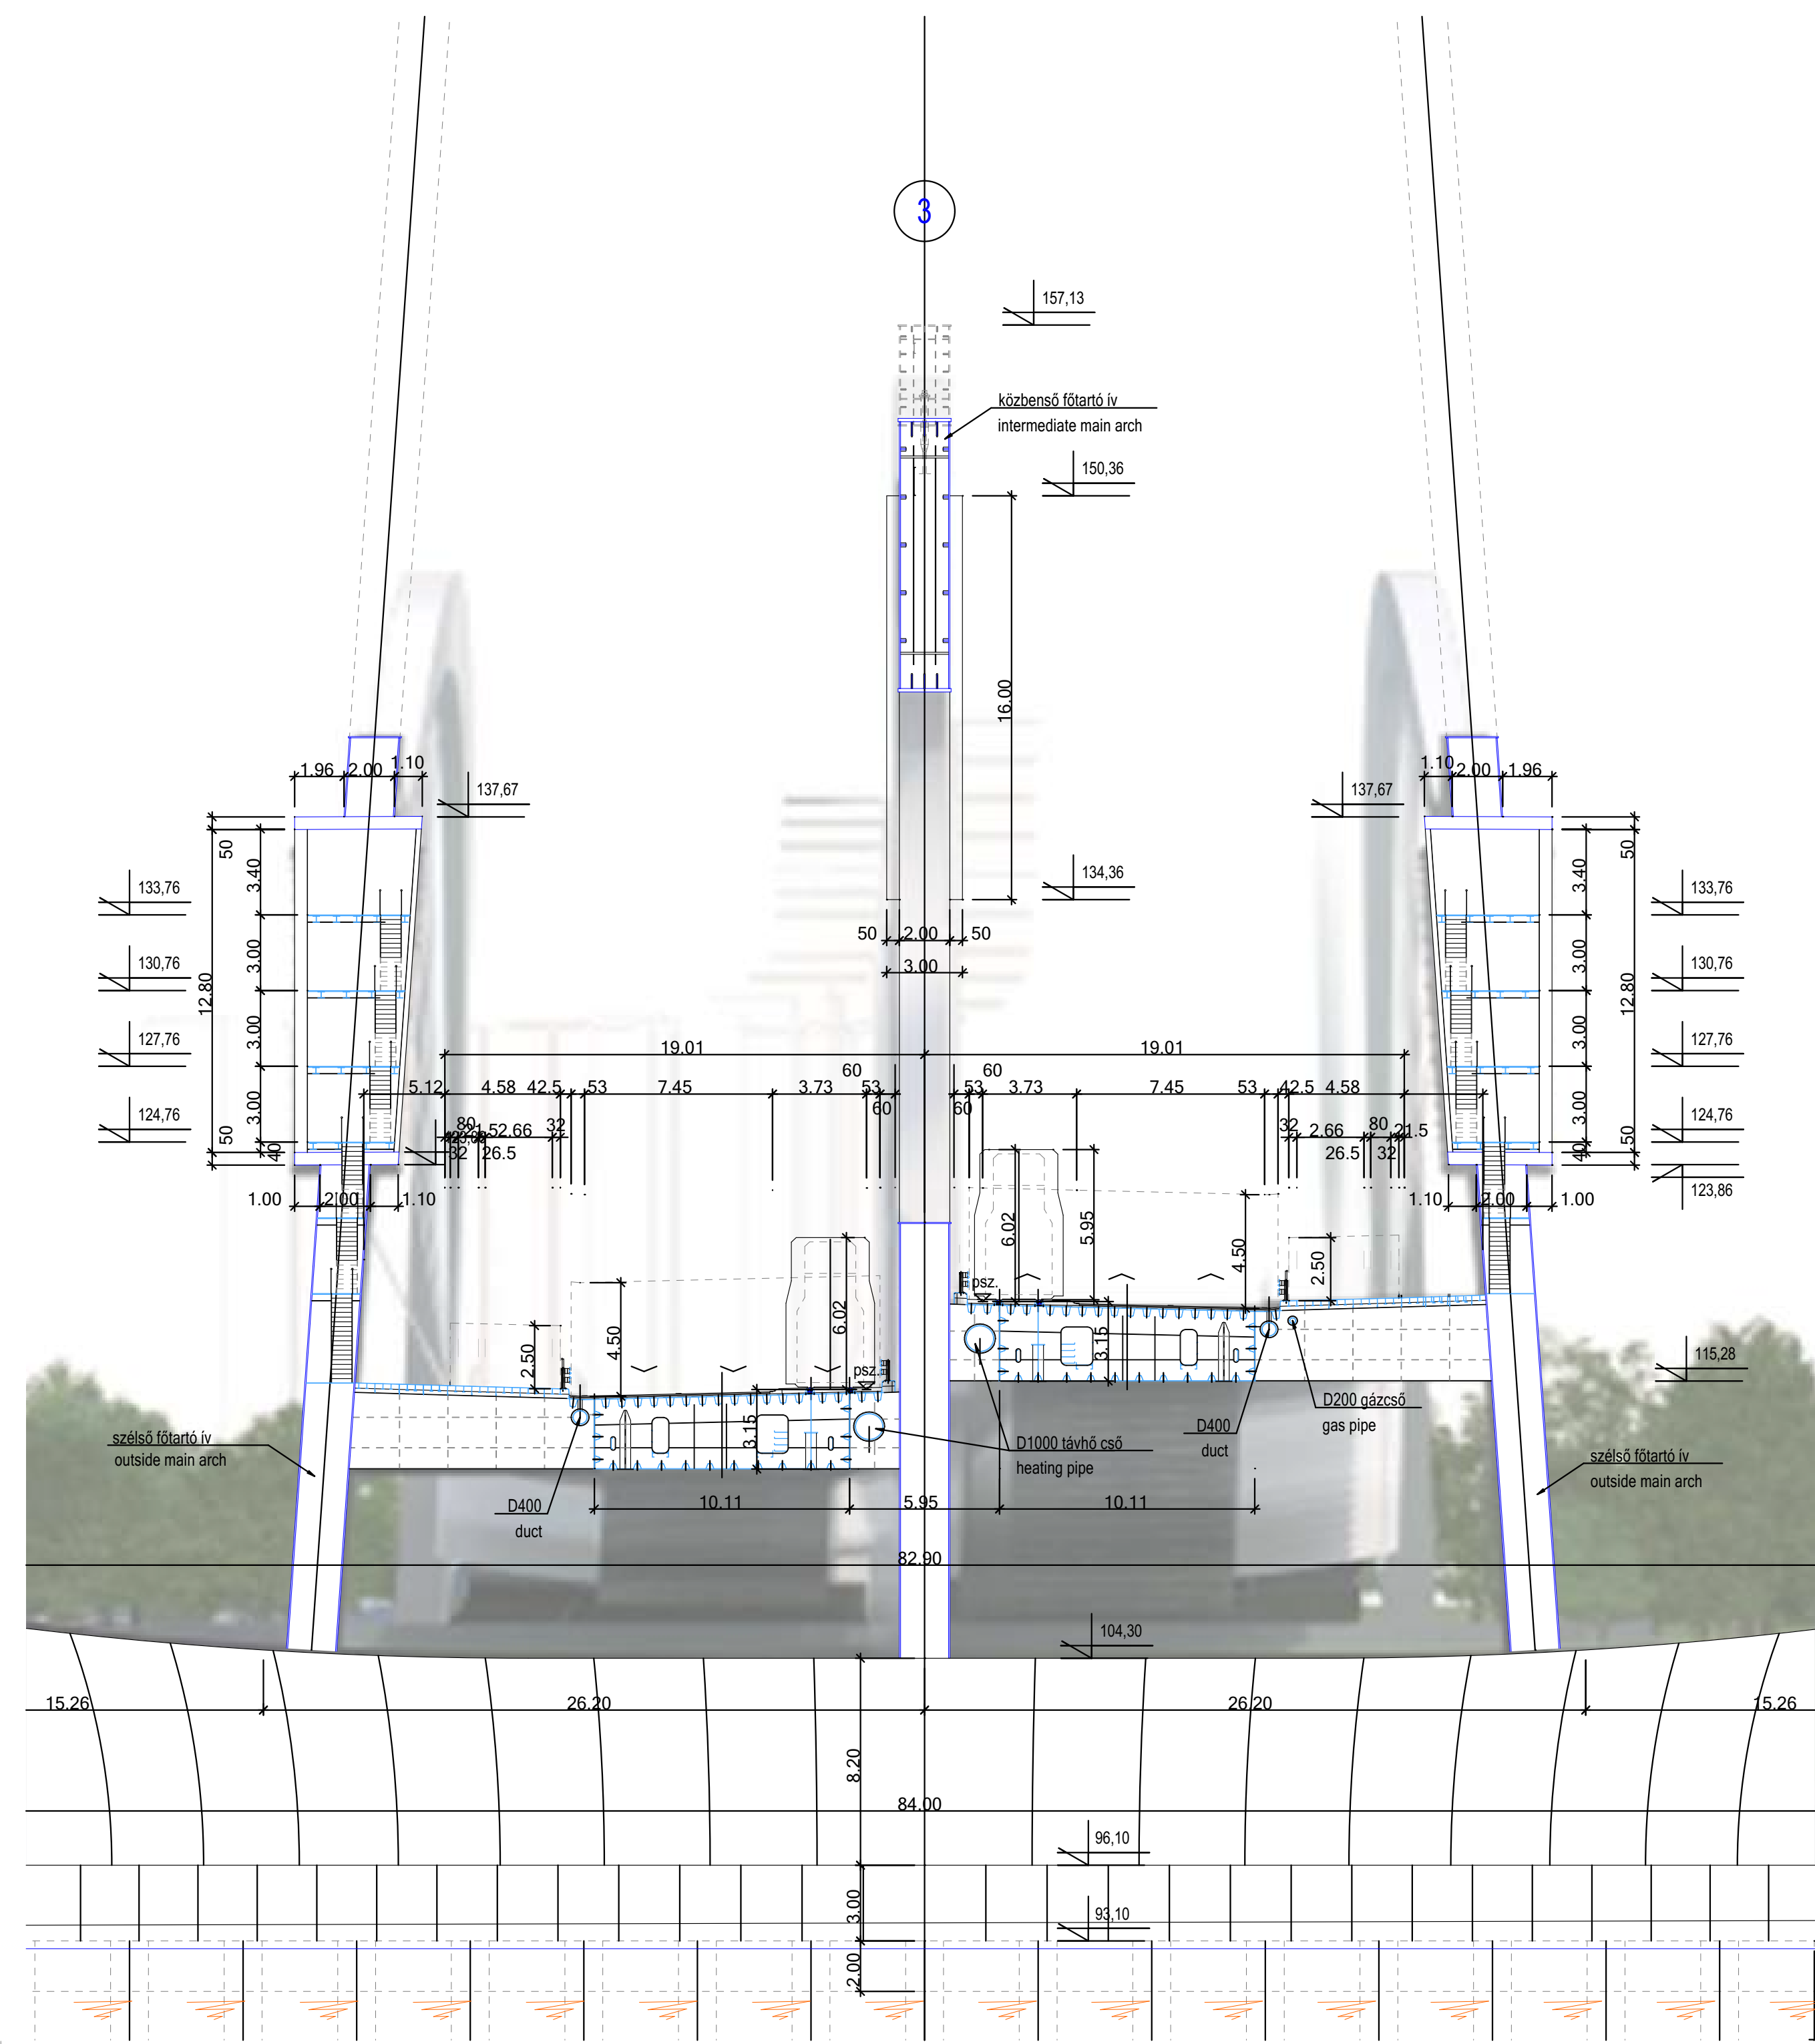 3
157,13
közbenső főtartó ív
intermediate main arch
150,36
16.00
1.96 2.00 1.10
1.10 2.00 1.96
137,67
137,67
50
50
3.40
3.40
133,76
133,76
134,36
50 2.00 50
3.00
130,76
130,76
3.00
3.00
12.80
12.80
127,76
127,76
3.00
3.00
19.01
19.01
60
60
5.12 4.58 42.5 53 7.45 3.73 53
53 3.73 7.45 53 42.5 4.58
60
60
124,76
124,76
3.00
3.00
80 2.66 32
32 2.66 80 21.5
32 26.5
26.5 32
50
50
40
40
123,86
1.00 2.00 1.10
1.10 2.00 1.00
6.02
5.95
4.50
2.50
psz.
6.02
4.50
2.50
psz.
3.15
3.15
115,28
D200 gázcső
gas pipe
D400
duct
D1000 távhő cső
heating pipe
szélső főtartó ív
outside main arch
szélső főtartó ív
outside main arch
D400
duct
10.11 5.95 10.11
82.90
104,30
15.26 26.20 26.20 15.26
8.20
84.00
96,10
3.00
93,10
2.00